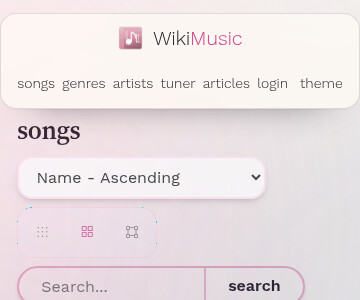 WikiMusic
songs genres artists tuner articles login theme
songs
Name - Ascending
Search... search